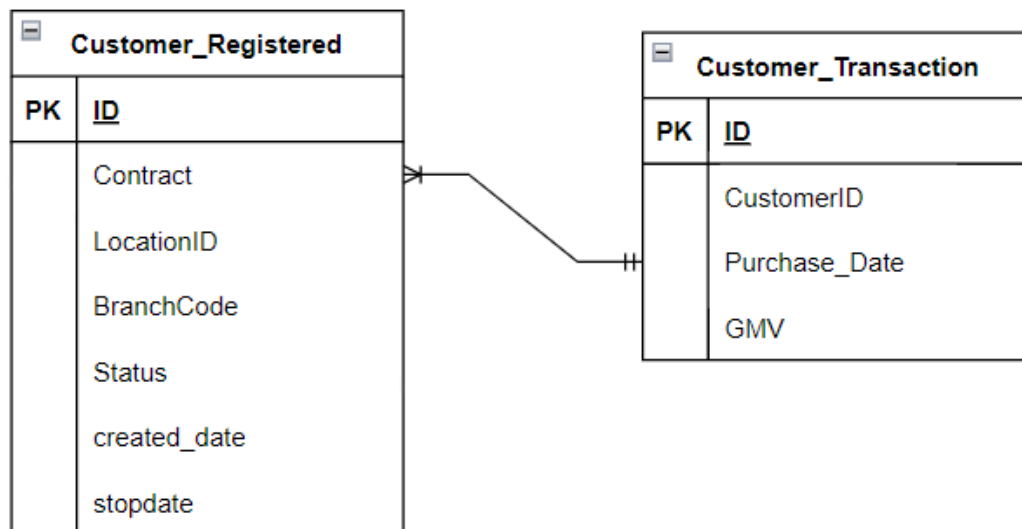 Customer_Registered
PK ID
Contract
LocationID
BranchCode
Status
created_date
stopdate
Customer_Transaction
PK ID
CustomerID
Purchase_Date
GMV